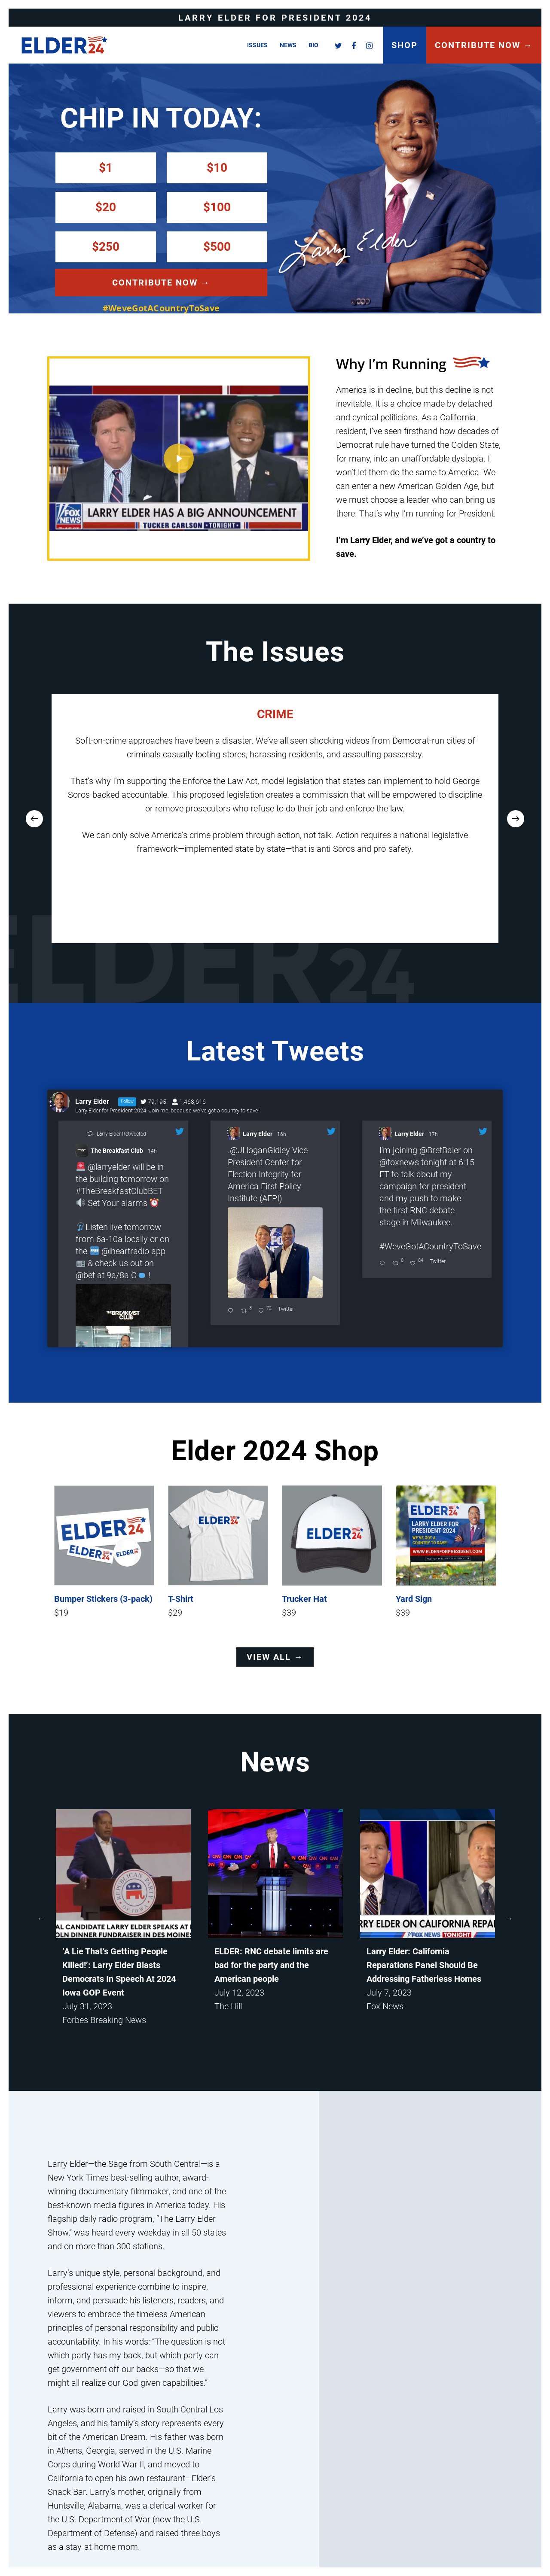 LARRY ELDER FOR PRESIDENT 2024
ELDER24
ISSUES NEWS BIO
SHOP
CONTRIBUTE NOW →
CHIP IN TODAY:
$1 $10
$20 $100
$250 $500
CONTRIBUTE NOW →
#WeveGotACountryToSave
Larry Elder
FOX NEWS
LARRY ELDER HAS A BIG ANNOUNCEMENT
TUCKER CARLSON TONIGHT
Why I’m Running
America is in decline, but this decline is not
inevitable. It is a choice made by detached
and cynical politicians. As a California
resident, I’ve seen firsthand how decades of
Democrat rule have turned the Golden State,
for many, into an unaffordable dystopia. I
won’t let them do the same to America. We
can enter a new American Golden Age, but
we must choose a leader who can bring us
there. That’s why I’m running for President.
I’m Larry Elder, and we’ve got a country to
save.
The Issues
CRIME
Soft-on-crime approaches have been a disaster. We’ve all seen shocking videos from Democrat-run cities of
criminals casually looting stores, harassing residents, and assaulting passersby.
That’s why I’m supporting the Enforce the Law Act, model legislation that states can implement to hold George
Soros-backed accountable. This proposed legislation creates a commission that will be empowered to discipline
or remove prosecutors who refuse to do their job and enforce the law.
We can only solve America’s crime problem through action, not talk. Action requires a national legislative
framework—implemented state by state—that is anti-Soros and pro-safety.
ELDER24
Latest Tweets
Larry Elder Follow 79,195 1,468,616
Larry Elder for President 2024. Join me, because we've got a country to save!
Larry Elder Retweeted
The Breakfast Club 14h
🚨 @larryelder will be in
the building tomorrow on
#TheBreakfastClubBET
🔊 Set Your alarms ⏰
Listen live tomorrow
from 6a-10a locally or on
the 🆓 @iheartradio app
📺 & check us out on
@bet at 9a/8a C !
THE BREAKFAST
CLUB
Larry Elder 16h
.@JHoganGidley Vice
President Center for
Election Integrity for
America First Policy
Institute (AFPI)
8 72 Twitter
Larry Elder 17h
I'm joining @BretBaier on
@foxnews tonight at 6:15
ET to talk about my
campaign for president
and my push to make
the first RNC debate
stage in Milwaukee.
#WeveGotACountryToSave
8 84 Twitter
Elder 2024 Shop
ELDER24
ELDER24
ELDER24
ELDER24
ELDER24
ELDER24
LARRY ELDER FOR
PRESIDENT 2024
WE'VE GOT A
COUNTRY TO SAVE!
WWW.ELDERFORPRESIDENT.COM
Bumper Stickers (3-pack)
$19
T-Shirt
$29
Trucker Hat
$39
Yard Sign
$39
VIEW ALL →
News
AL CANDIDATE LARRY ELDER SPEAKS AT
OLN DINNER FUNDRAISER IN DES MOINES
‘A Lie That’s Getting People
Killed!’: Larry Elder Blasts
Democrats In Speech At 2024
Iowa GOP Event
July 31, 2023
Forbes Breaking News
CNN
ELDER: RNC debate limits are
bad for the party and the
American people
July 12, 2023
The Hill
RRY ELDER ON CALIFORNIA REPA
FOX NEWS TONIGHT
Larry Elder: California
Reparations Panel Should Be
Addressing Fatherless Homes
July 7, 2023
Fox News
Larry Elder—the Sage from South Central—is a
New York Times best-selling author, award-
winning documentary filmmaker, and one of the
best-known media figures in America today. His
flagship daily radio program, “The Larry Elder
Show,” was heard every weekday in all 50 states
and on more than 300 stations.
Larry’s unique style, personal background, and
professional experience combine to inspire,
inform, and persuade his listeners, readers, and
viewers to embrace the timeless American
principles of personal responsibility and public
accountability. In his words: “The question is not
which party has my back, but which party can
get government off our backs—so that we
might all realize our God-given capabilities.”
Larry was born and raised in South Central Los
Angeles, and his family’s story represents every
bit of the American Dream. His father was born
in Athens, Georgia, served in the U.S. Marine
Corps during World War II, and moved to
California to open his own restaurant—Elder’s
Snack Bar. Larry’s mother, originally from
Huntsville, Alabama, was a clerical worker for
the U.S. Department of War (now the U.S.
Department of Defense) and raised three boys
as a stay-at-home mom.